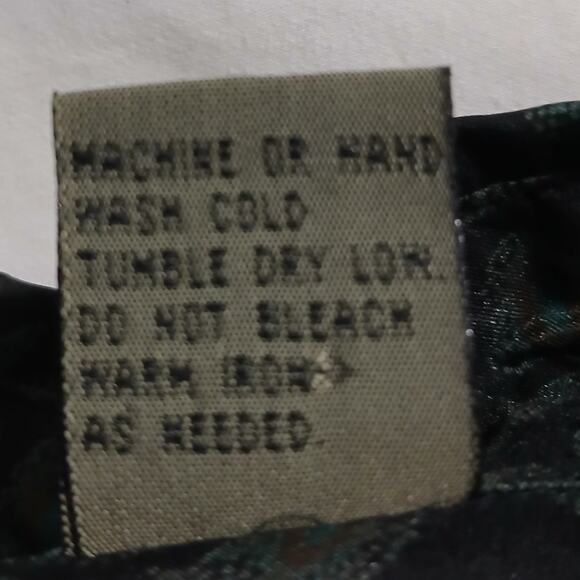 MACHINE OR HAND
WASH COLD
TUMBLE DRY LOW.
DO NOT BLEACH
WARM IRON
AS NEEDED.